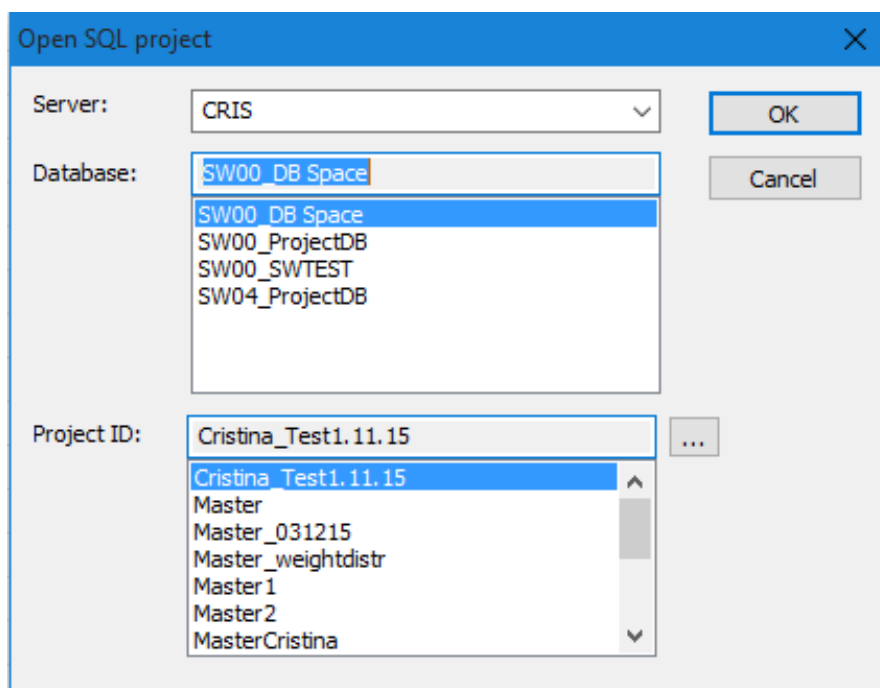 Open SQL project
Server:
CRIS
OK
Database:
SW00_DB Space
Cancel
SW00_DB Space
SW00_ProjectDB
SW00_SWTEST
SW04_ProjectDB
Project ID:
Cristina_Test1.11.15
...
Cristina_Test1.11.15
Master
Master_031215
Master_weightdistr
Master1
Master2
MasterCristina